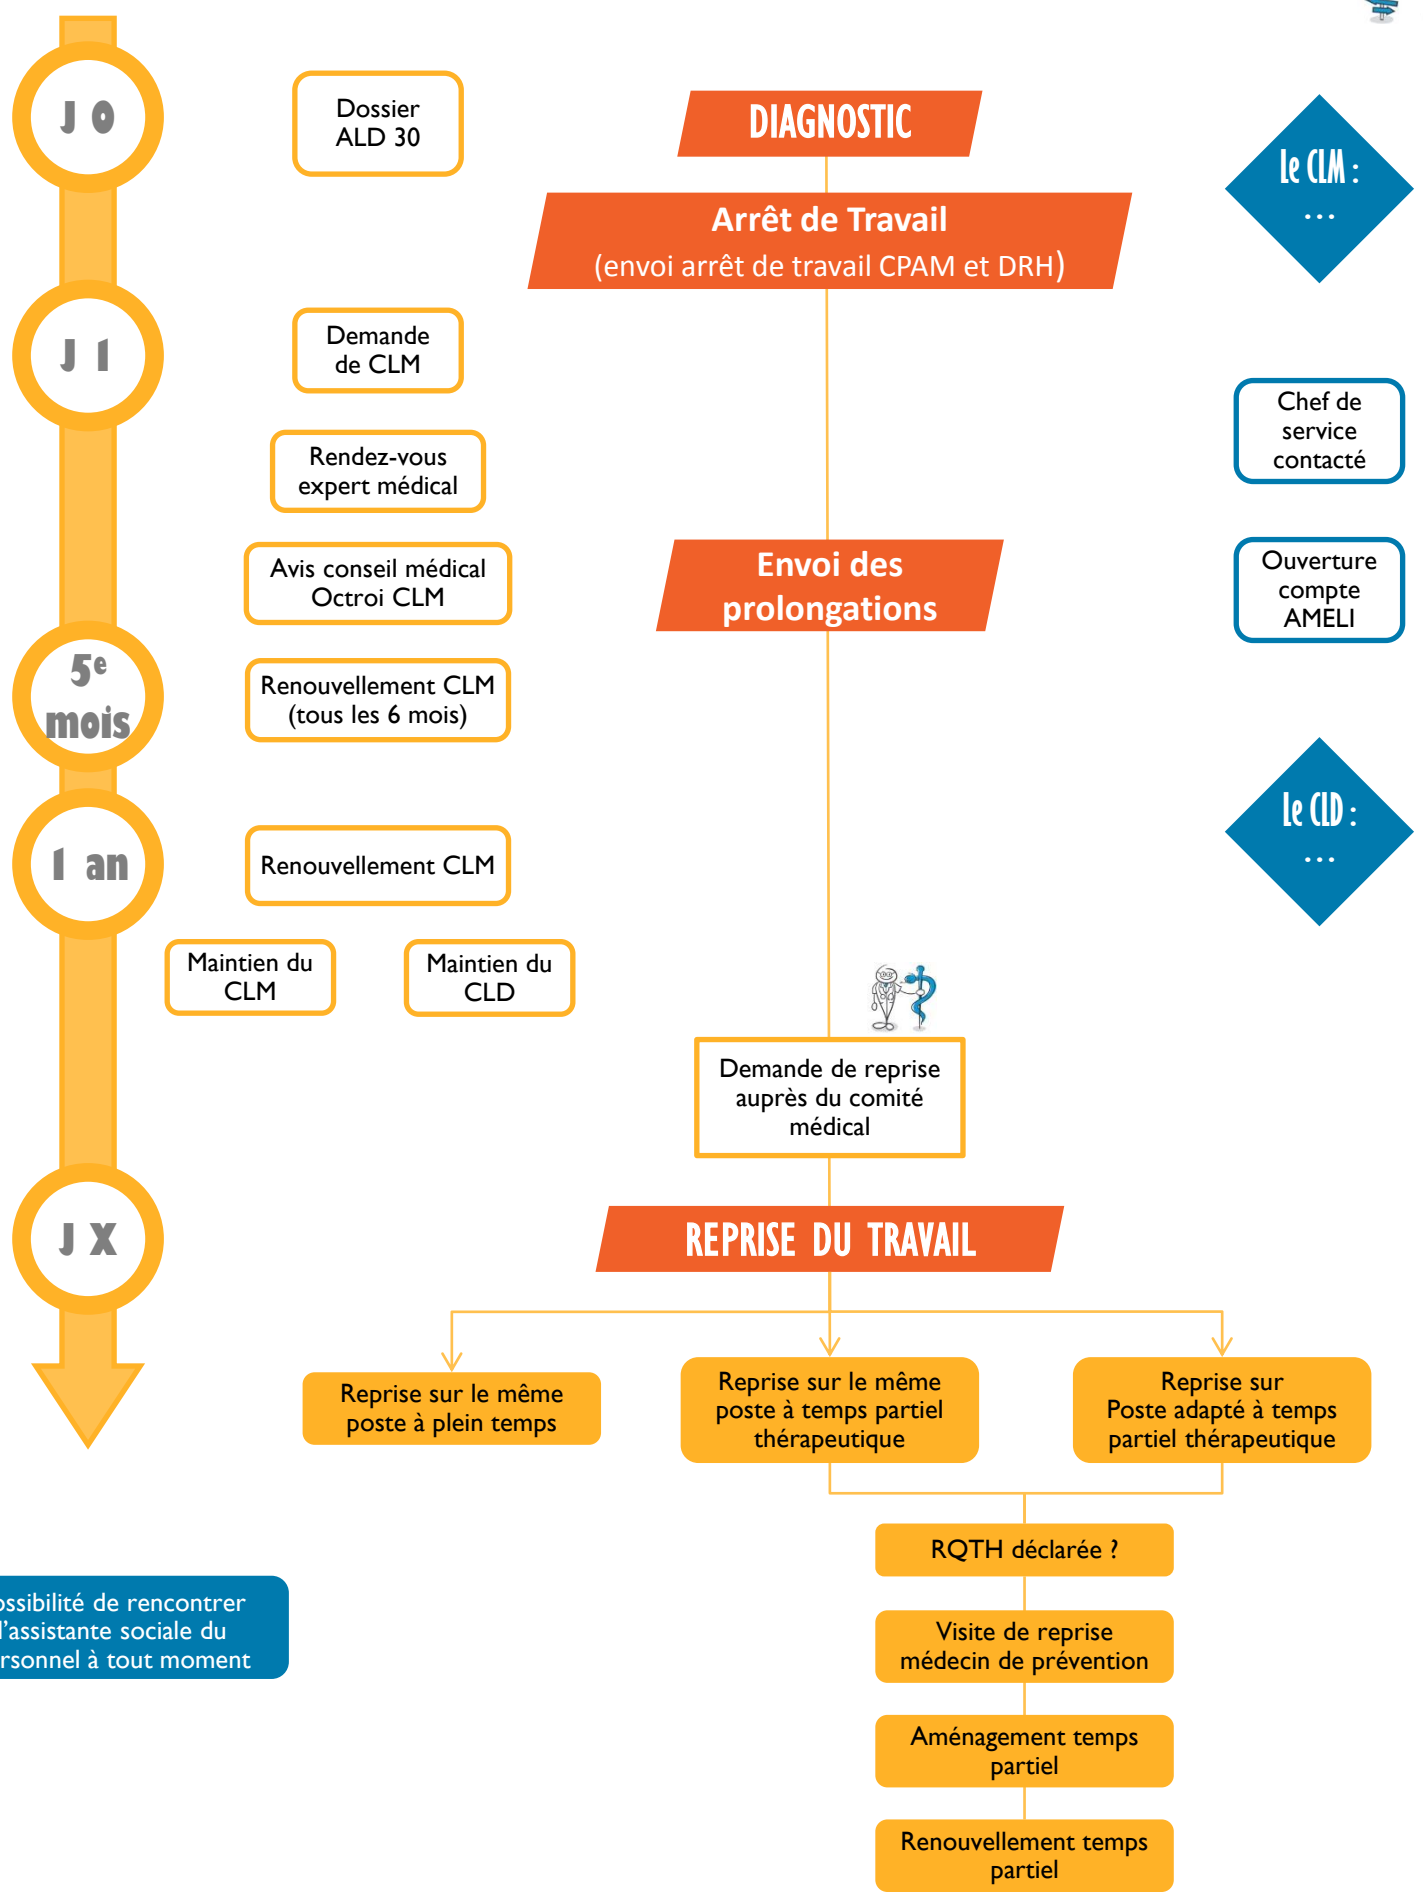 J 0
Dossier
ALD 30
DIAGNOSTIC
Arrêt de Travail
(envoi arrêt de travail CPAM et DRH)
Le CLM :
...
J 1
Demande
de CLM
Chef de
service
contacté
Rendez-vous
expert médical
Avis conseil médical
Octroi CLM
Envoi des
prolongations
Ouverture
compte
AMELI
5e
mois
Renouvellement CLM
(tous les 6 mois)
Le CLD :
...
1 an
Renouvellement CLM
Maintien du
CLM
Maintien du
CLD
Demande de reprise
auprès du comité
médical
J X
REPRISE DU TRAVAIL
Reprise sur le même
poste à plein temps
Reprise sur le même
poste à temps partiel
thérapeutique
Reprise sur
Poste adapté à temps
partiel thérapeutique
RQTH déclarée ?
ossibilité de rencontrer
l'assistante sociale du
rsonnel à tout moment
Visite de reprise
médecin de prévention
Aménagement temps
partiel
Renouvellement temps
partiel